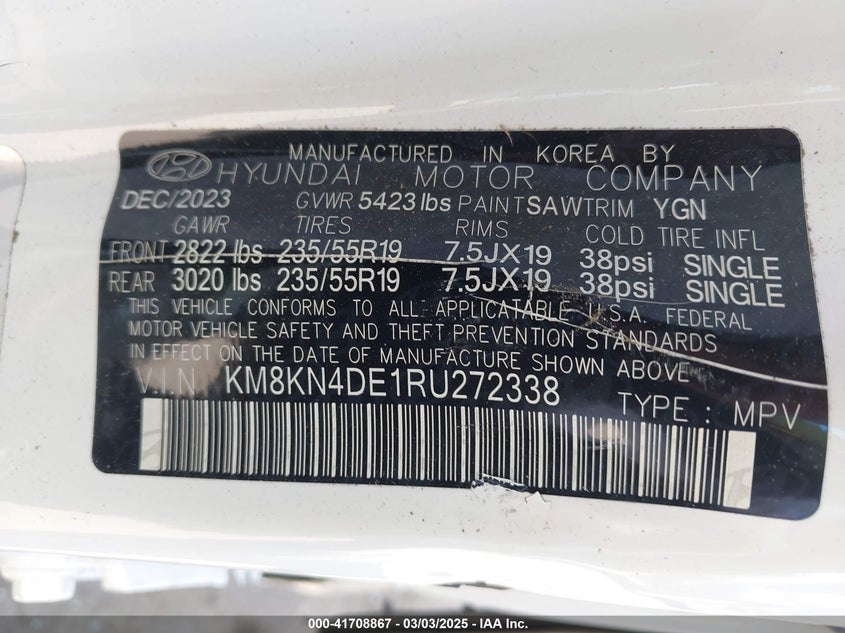 MANUFACTURED IN KOREA BY
HYUNDAI MOTOR COMPANY
DEC/2023 GVWR 5423 lbs PAINT SAW TRIM YGN
GAWR TIRES RIMS COLD TIRE INFL
FRONT 2822 lbs 235/55R19 7.5JX19 38psi SINGLE
REAR 3020 lbs 235/55R19 7.5JX19 38psi SINGLE
THIS VEHICLE CONFORMS TO ALL APPLICATABLE U.S.A. FEDERAL
MOTOR VEHICLE SAFETY AND THEFT PREVENTION STANDARDS
IN EFFECT ON THE DATE OF MANUFACTURE SHOWN ABOVE
V.I.N. KM8KN4DE1RU272338
TYPE : MPV
000-41708867 / 03/03/2025 - © IAA Inc.